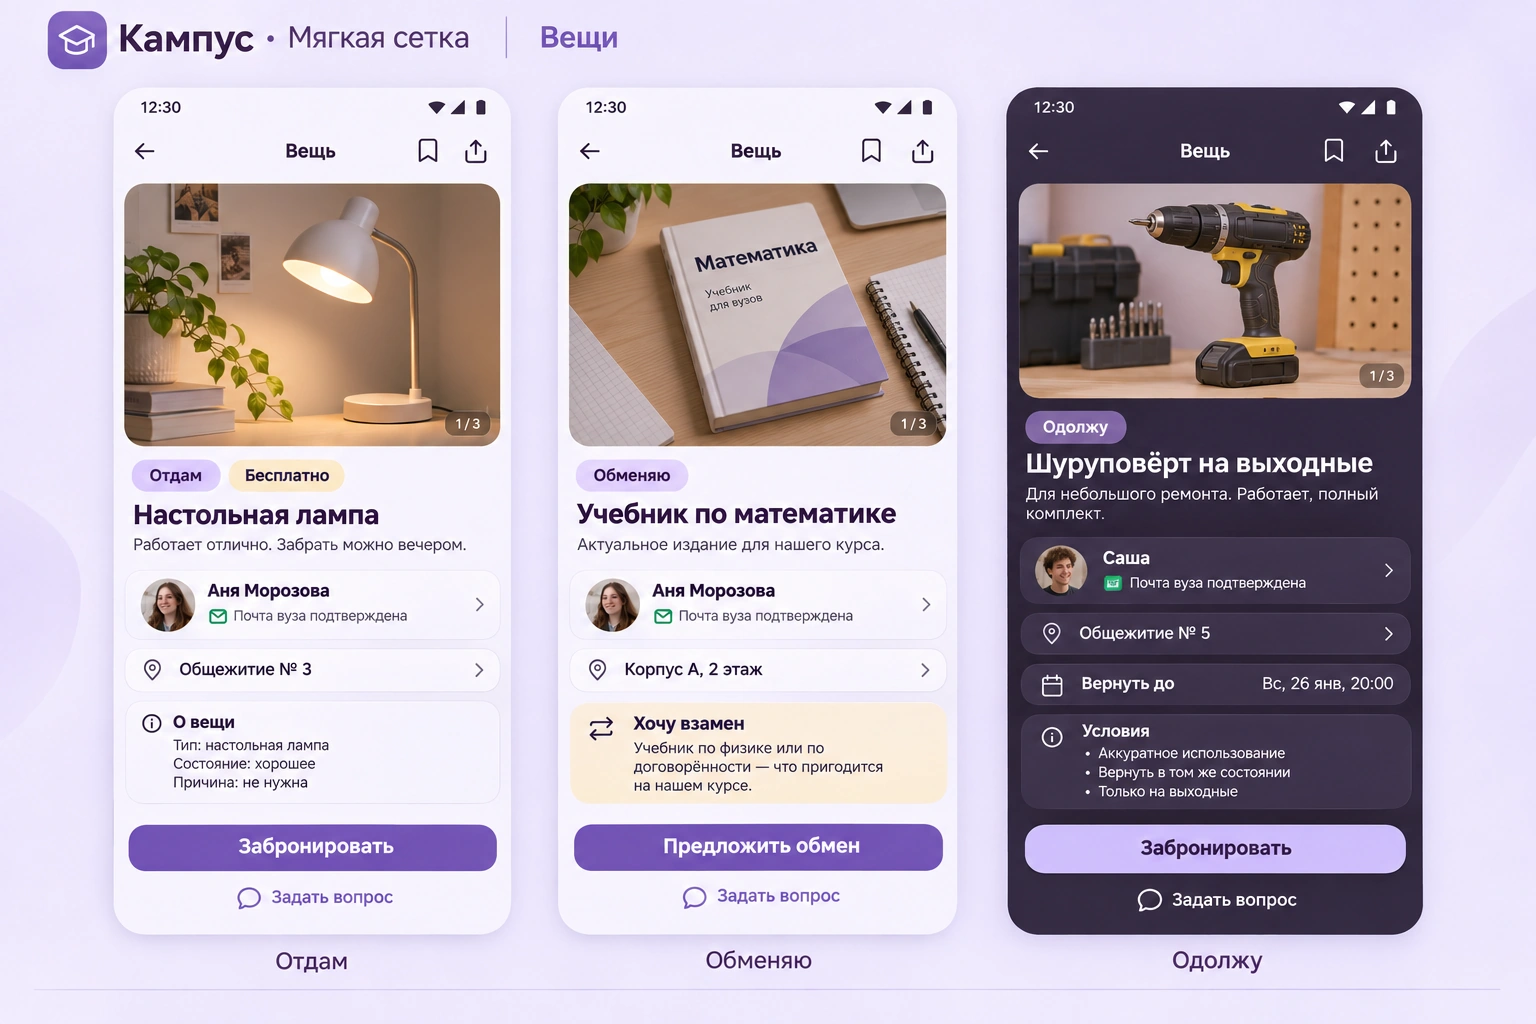 Кампус • Мягкая сетка | Вещи
12:30
Вещь
1/3
Отдам Бесплатно
Настольная лампа
Работает отлично. Забрать можно вечером.
Аня Морозова
Почта вуза подтверждена
Общежитие № 3
О вещи
Тип: настольная лампа
Состояние: хорошее
Причина: не нужна
Забронировать
Задать вопрос
Отдам
12:30
Вещь
Математика
Учебник
для вузов
1/3
Обменяю
Учебник по математике
Актуальное издание для нашего курса.
Аня Морозова
Почта вуза подтверждена
Корпус А, 2 этаж
Хочу взамен
Учебник по физике или по
договорённости — что пригодится
на нашем курсе.
Предложить обмен
Задать вопрос
Обменяю
12:30
Вещь
1/3
Одолжу
Шуруповёрт на выходные
Для небольшого ремонта. Работает, полный
комплект.
Саша
Почта вуза подтверждена
Общежитие № 5
Вернуть до Вс, 26 янв, 20:00
Условия
• Аккуратное использование
• Вернуть в том же состоянии
• Только на выходные
Забронировать
Задать вопрос
Одолжу